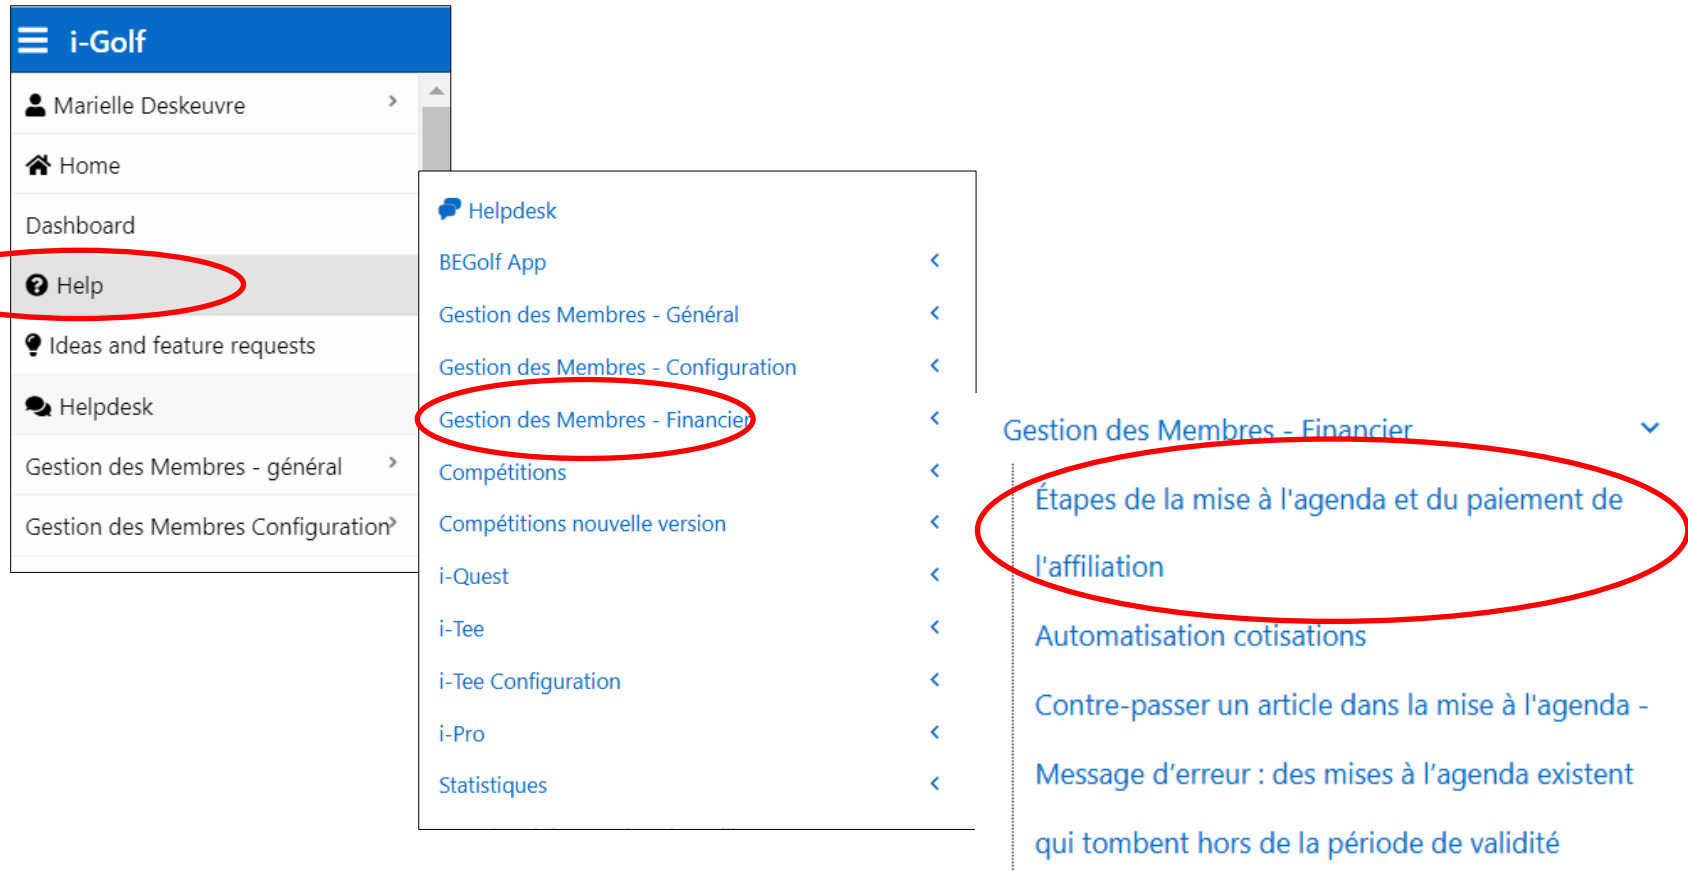 i-Golf
Marielle Deskeuvre
Home
Dashboard
Help
Ideas and feature requests
Helpdesk
Gestion des Membres - général
Gestion des Membres Configuration
Helpdesk
BEGolf App
Gestion des Membres - Général
Gestion des Membres - Configuration
Gestion des Membres - Financier
Compétitions
Compétitions nouvelle version
i-Quest
i-Tee
i-Tee Configuration
i-Pro
Statistiques
Gestion des Membres - Financier
Étapes de la mise à l'agenda et du paiement de
l'affiliation
Automatisation cotisations
Contre-passer un article dans la mise à l'agenda -
Message d’erreur : des mises à l’agenda existent
qui tombent hors de la période de validité